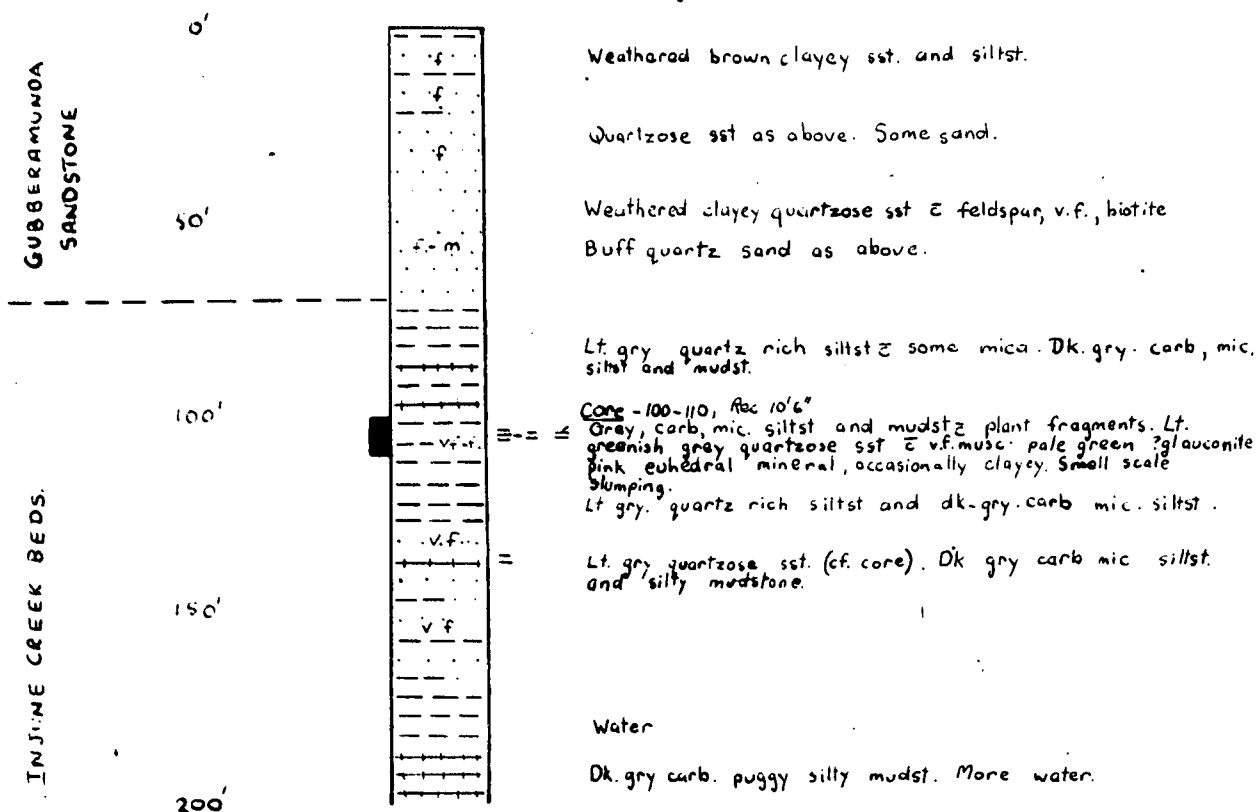 0'
GUBBERAMUNDA
SANDSTONE
50'
INJUNE CREEK BEDS.
100'
150'
200'
f
f
f
f - m
v.f.
v.f
Weathered brown clayey sst. and siltst.
Quartzose sst as above. Some sand.
Weathered clayey quartzose sst c̄ feldspar, v.f., biotite
Buff quartz sand as above.
Lt. gry quartz rich siltst c̄ some mica. Dk. gry. carb, mic.
siltst and mudst.
Core - 100-110, Rec 10'6"
Gray, carb, mic. siltst and mudst c̄ plant fragments. Lt.
greenish gray quartzose sst c̄ v.f. musc. pale green ?glauconite
pink euhedral mineral, occasionally clayey. Small scale
slumping.
Lt gry. quartz rich siltst and dk-gry. carb mic. siltst.
Lt. gry quartzose sst. (cf. core). Dk gry carb mic siltst.
and silty mudstone.
Water
Dk. gry carb. puggy silty mudst. More water.